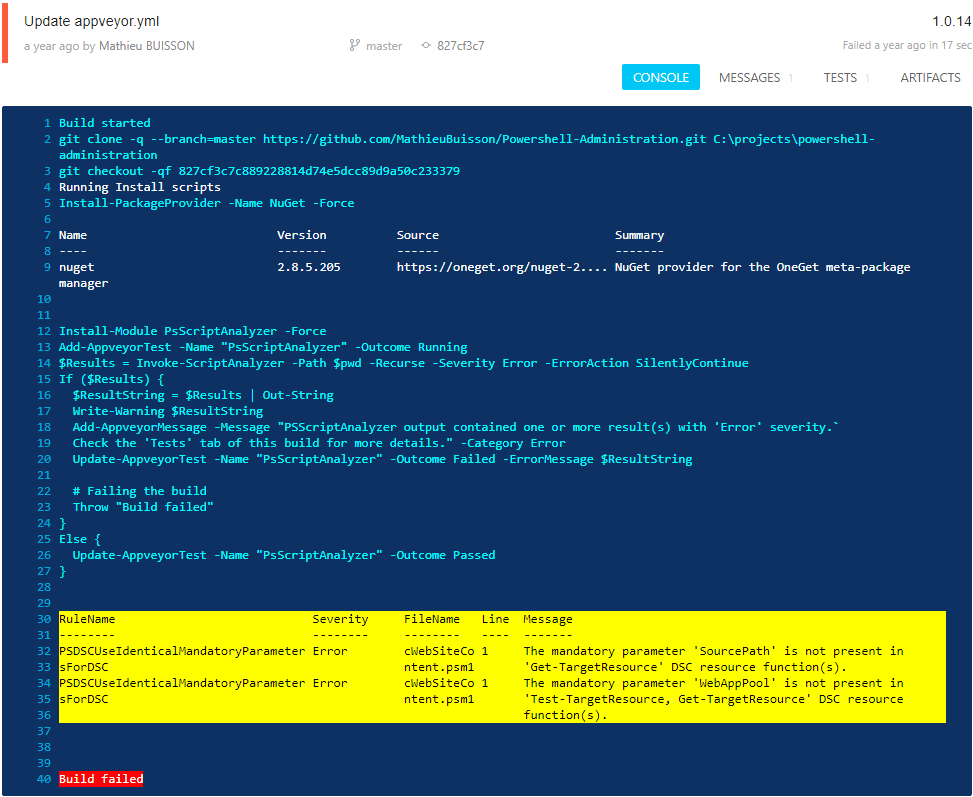 Update appveyor.yml 1.0.14
a year ago by Mathieu BUISSON master 827cf3c7 Failed a year ago in 17 sec
CONSOLE MESSAGES 1 TESTS 1 ARTIFACTS
1 Build started
2 git clone -q --branch=master https://github.com/MathieuBuisson/Powershell-Administration.git C:\projects\powershell-
administration
3 git checkout -qf 827cf3c7c889228814d74e5dcc89d9a50c233379
4 Running Install scripts
5 Install-PackageProvider -Name NuGet -Force
6
7 Name Version Source Summary
8 ---- ------- ------ -------
9 nuget 2.8.5.205 https://oneget.org/nuget-2.... NuGet provider for the OneGet meta-package
manager
10
11
12 Install-Module PsScriptAnalyzer -Force
13 Add-AppveyorTest -Name "PsScriptAnalyzer" -Outcome Running
14 $Results = Invoke-ScriptAnalyzer -Path $pwd -Recurse -Severity Error -ErrorAction SilentlyContinue
15 If ($Results) {
16 $ResultString = $Results | Out-String
17 Write-Warning $ResultString
18 Add-AppveyorMessage -Message "PSScriptAnalyzer output contained one or more result(s) with 'Error' severity.`
19 Check the 'Tests' tab of this build for more details." -Category Error
20 Update-AppveyorTest -Name "PsScriptAnalyzer" -Outcome Failed -ErrorMessage $ResultString
21
22 # Failing the build
23 Throw "Build failed"
24 }
25 Else {
26 Update-AppveyorTest -Name "PsScriptAnalyzer" -Outcome Passed
27 }
28
29
30 RuleName Severity FileName Line Message
31 -------- -------- -------- ---- -------
32 PSDSCUseIdenticalMandatoryParameter Error cWebSiteCo 1 The mandatory parameter 'SourcePath' is not present in
33 sForDSC ntent.psm1 'Get-TargetResource' DSC resource function(s).
34 PSDSCUseIdenticalMandatoryParameter Error cWebSiteCo 1 The mandatory parameter 'WebAppPool' is not present in
35 sForDSC ntent.psm1 'Test-TargetResource, Get-TargetResource' DSC resource
36 function(s).
37
38
39
40 Build failed